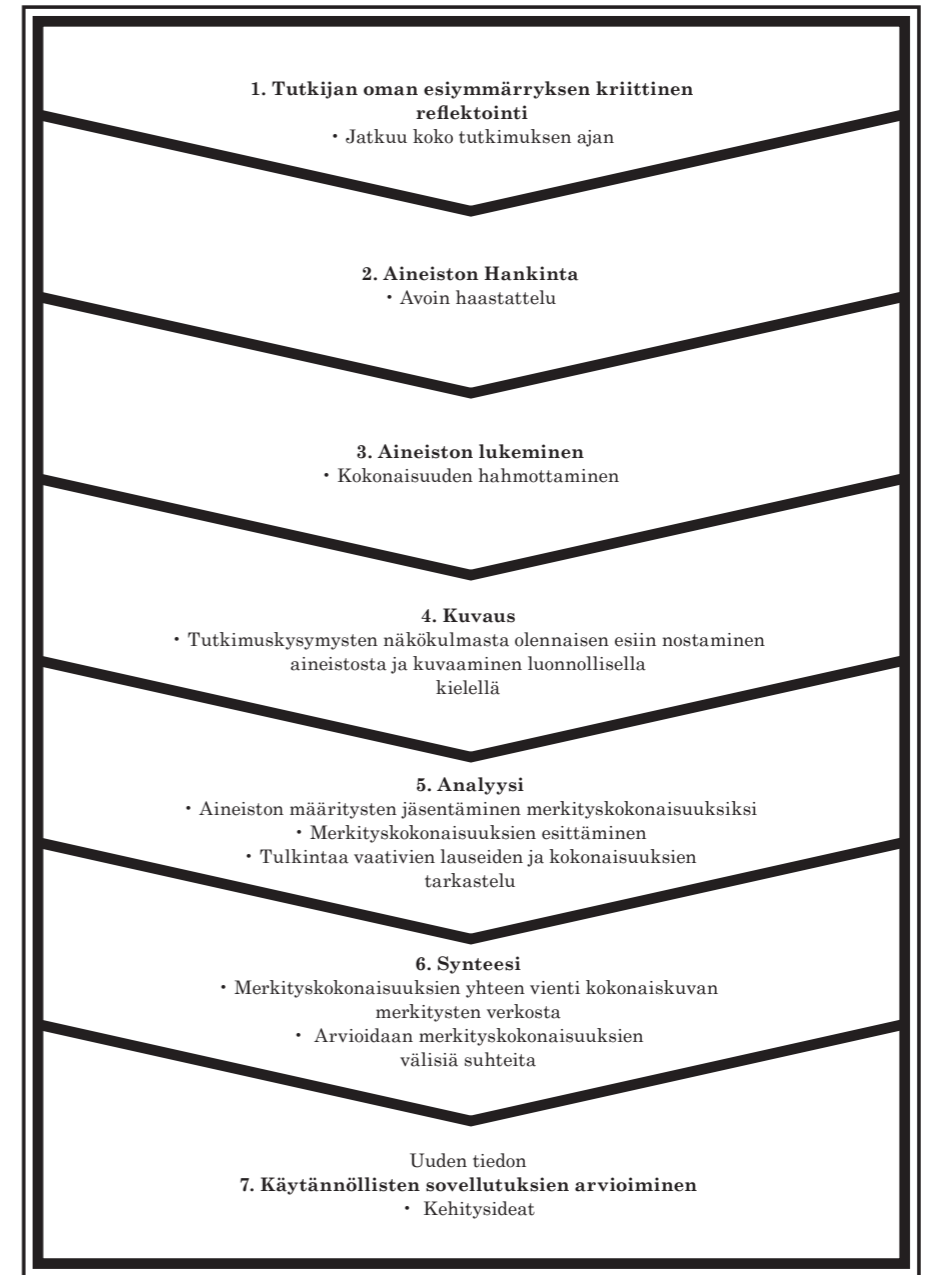 1. Tutkijan oman esiymmärryksen kriittinen
reflektointi
• Jatkuu koko tutkimuksen ajan
2. Aineiston Hankinta
• Avoin haastattelu
3. Aineiston lukeminen
• Kokonaisuuden hahmottaminen
4. Kuvaus
• Tutkimuskysymysten näkökulmasta olennaisen esiin nostaminen
aineistosta ja kuvaaminen luonnollisella
kielellä
5. Analyysi
• Aineiston määritysten jäsentäminen merkityskokonaisuuksiksi
• Merkityskokonaisuuksien esittäminen
• Tulkintaa vaativien lauseiden ja kokonaisuuksien
tarkastelu
6. Synteesi
• Merkityskokonaisuuksien yhteen vienti kokonaiskuvan
merkitysten verkosta
• Arvioidaan merkityskokonaisuuksien
välisiä suhteita
Uuden tiedon
7. Käytännöllisten sovellutuksien arvioiminen
• Kehitysideat